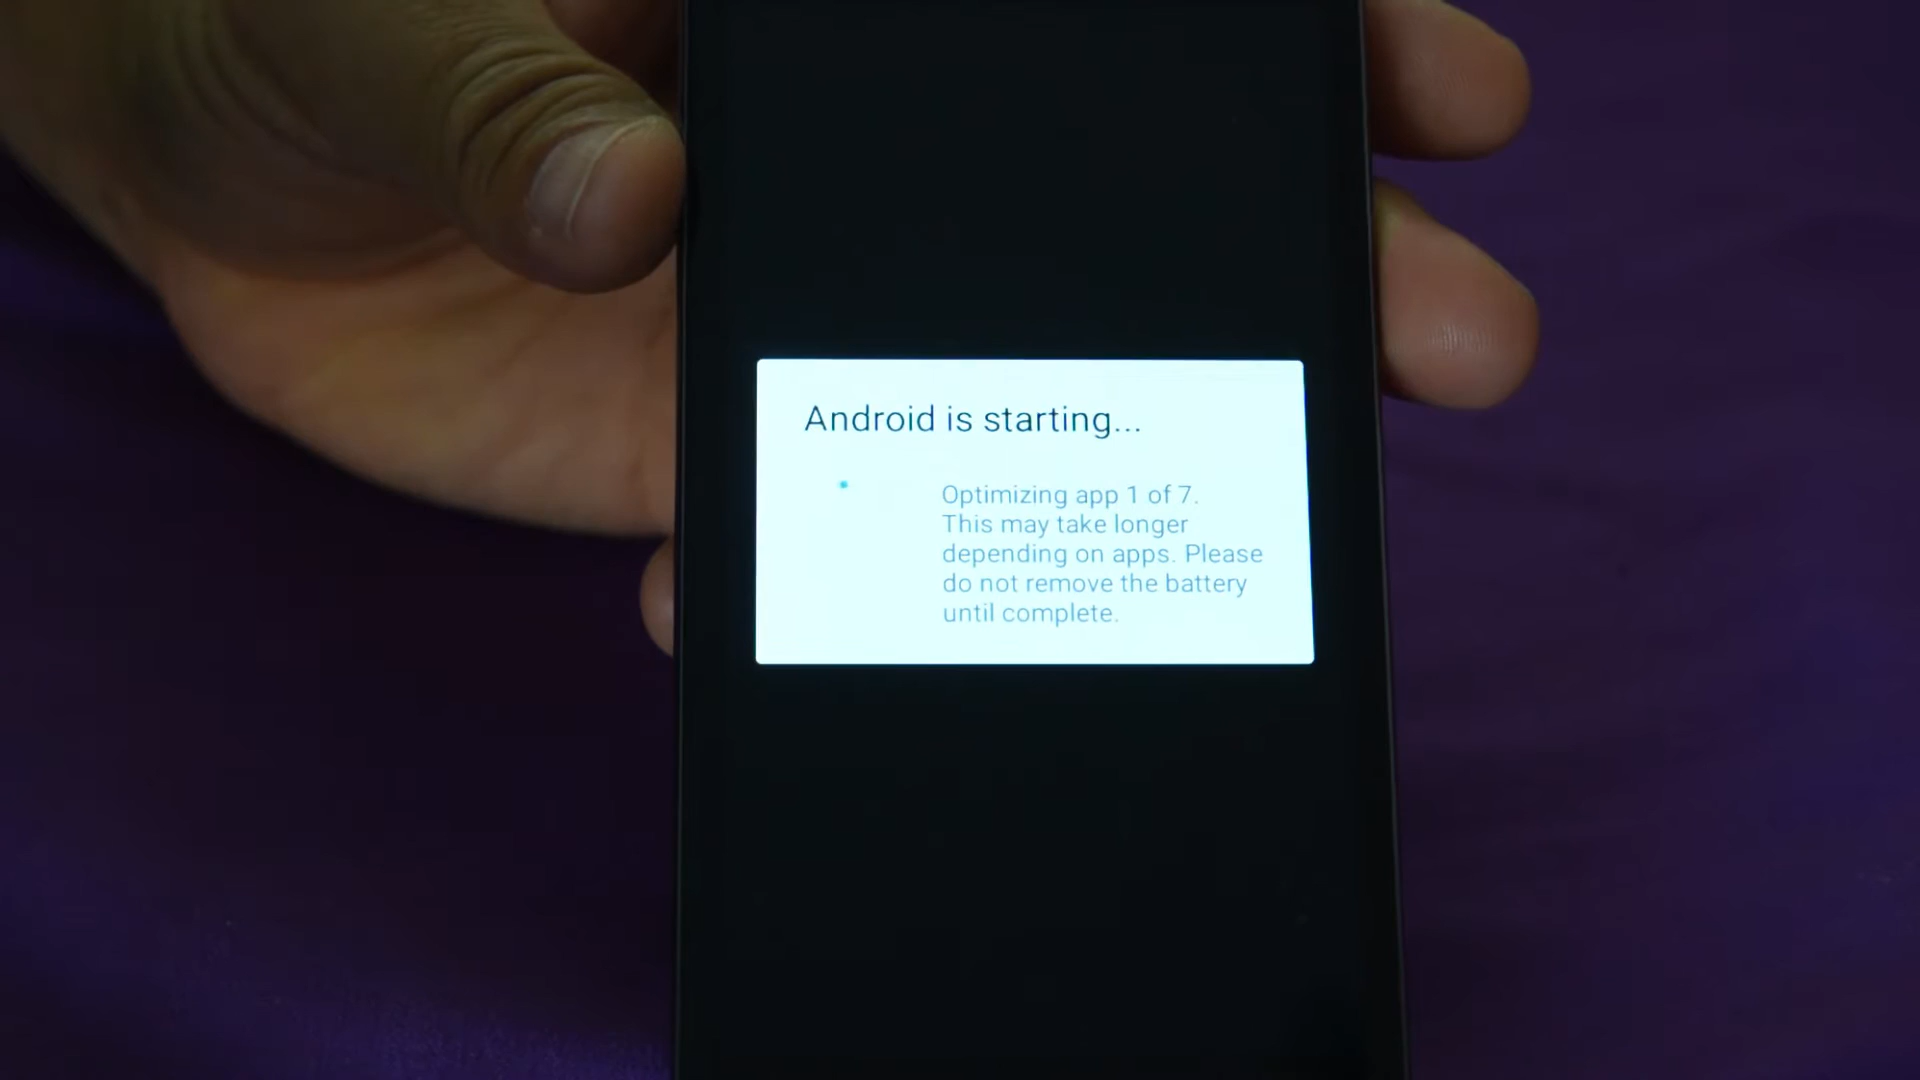 Android is starting...
Optimizing app 1 of 7.
This may take longer
depending on apps. Please
do not remove the battery
until complete.